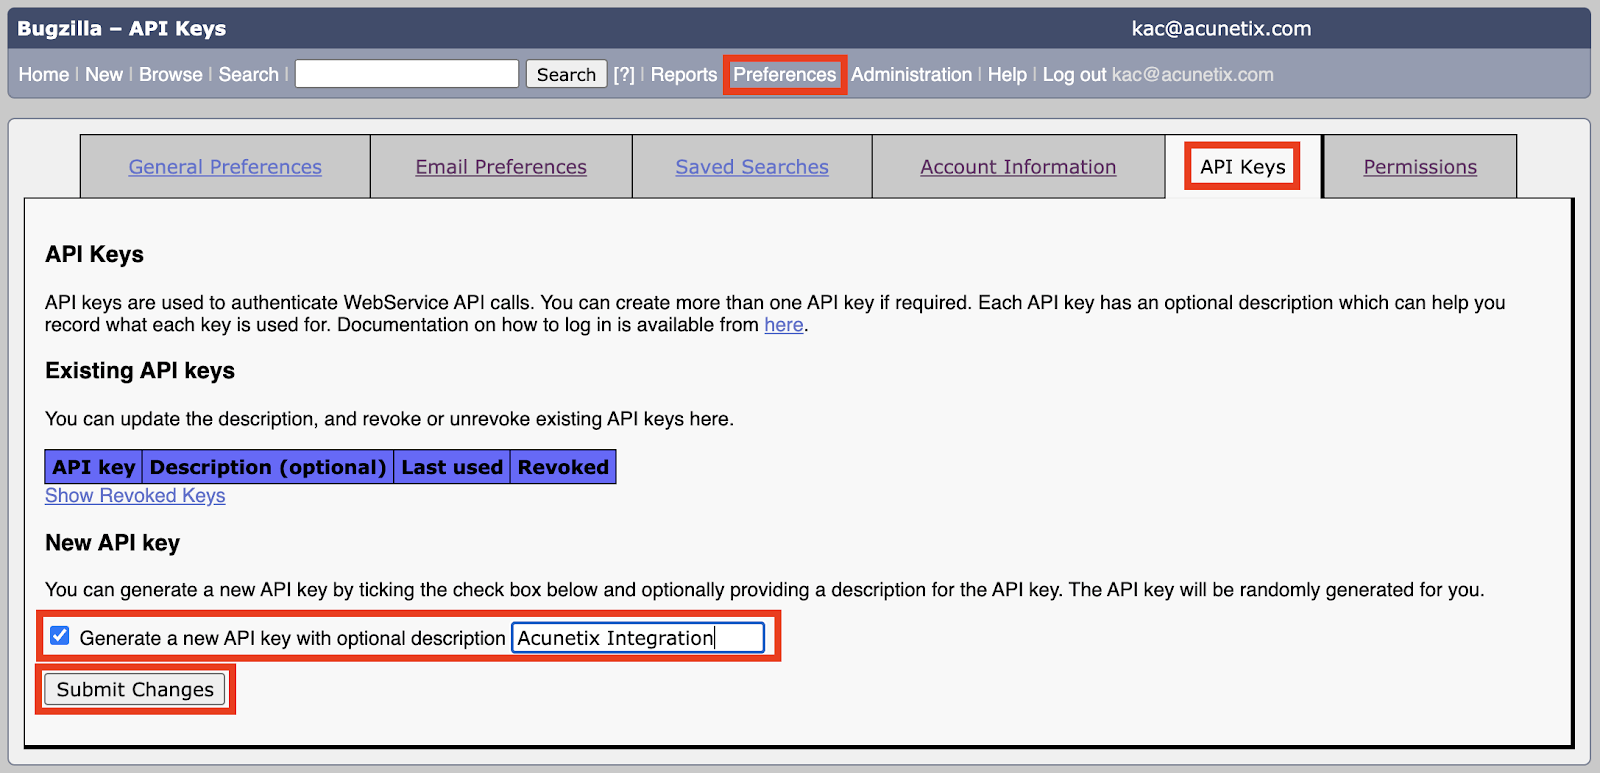 Bugzilla – API Keys kac@acunetix.com
Home | New | Browse | Search | Search [?] | Reports Preferences Administration | Help | Log out kac@acunetix.com
General Preferences Email Preferences Saved Searches Account Information API Keys Permissions
API Keys
API keys are used to authenticate WebService API calls. You can create more than one API key if required. Each API key has an optional description which can help you
record what each key is used for. Documentation on how to log in is available from here.
Existing API keys
You can update the description, and revoke or unrevoke existing API keys here.
API key Description (optional) Last used Revoked
Show Revoked Keys
New API key
You can generate a new API key by ticking the check box below and optionally providing a description for the API key. The API key will be randomly generated for you.
Generate a new API key with optional description Acunetix Integration
Submit Changes